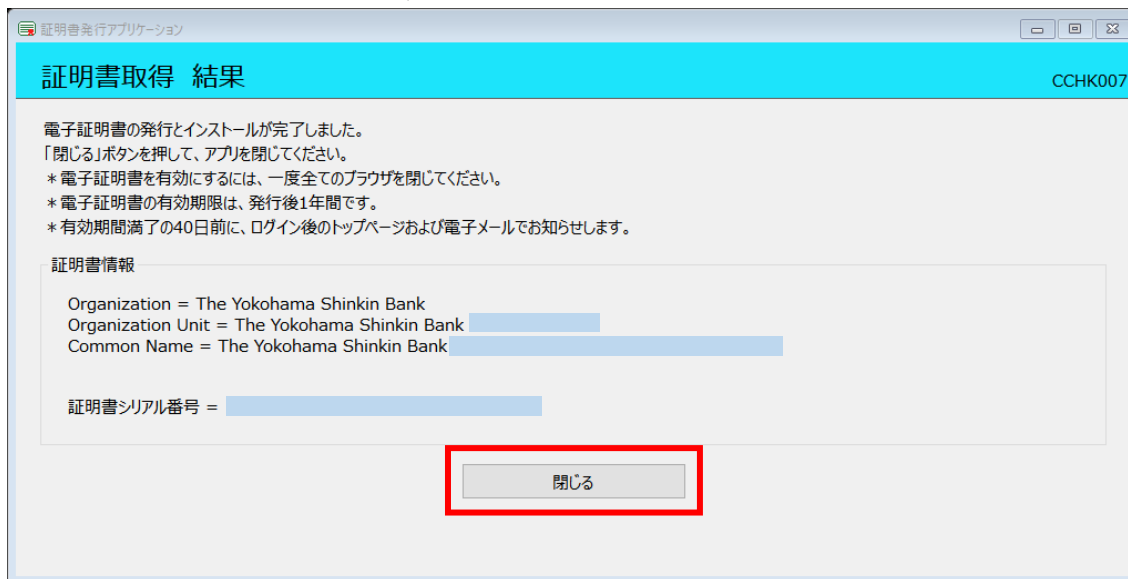 証明書発行アプリケーション
証明書取得 結果
CCHK007
電子証明書の発行とインストールが完了しました。
「閉じる」ボタンを押して、アプリを閉じてください。
＊電子証明書を有効にするには、一度全てのブラウザを閉じてください。
＊電子証明書の有効期限は、発行後1年間です。
＊有効期間満了の40日前に、ログイン後のトップページおよび電子メールでお知らせします。
証明書情報
Organization = The Yokohama Shinkin Bank
Organization Unit = The Yokohama Shinkin Bank
Common Name = The Yokohama Shinkin Bank
証明書シリアル番号 =
閉じる